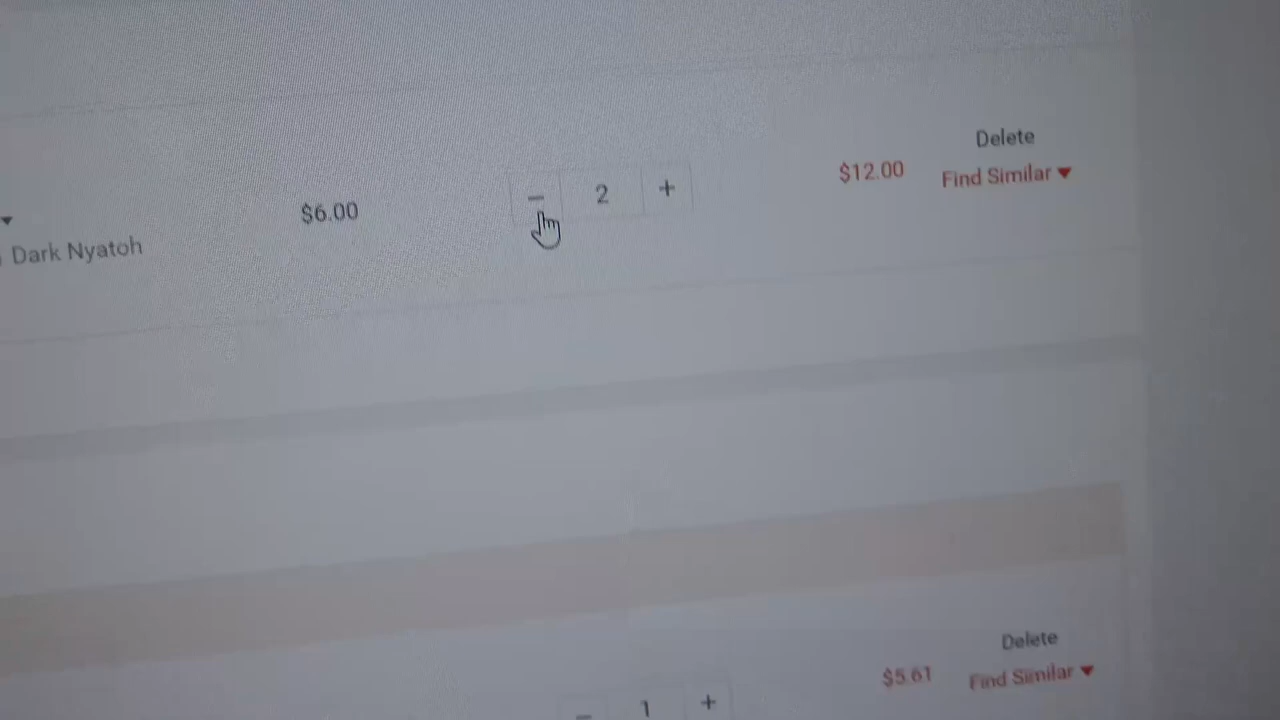 Delete
$6.00 − 2 + $12.00 Find Similar ▼
Dark Nyatoh
Delete
− 1 + $5.61 Find Similar ▼